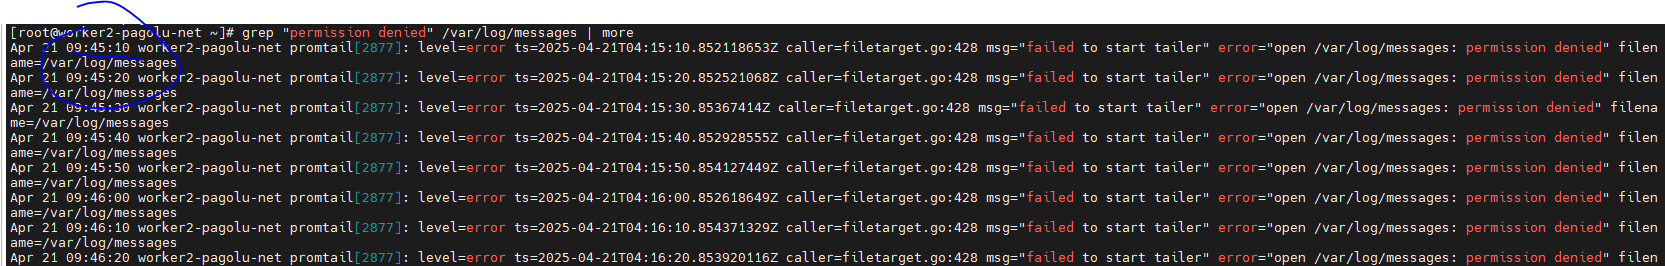 [root@worker2-pagolu-net ~]# grep "permission denied" /var/log/messages | more
Apr 21 09:45:10 worker2-pagolu-net promtail[2877]: level=error ts=2025-04-21T04:15:10.852118653Z caller=filetarget.go:428 msg="failed to start tailer" error="open /var/log/messages: permission denied" filen
ame=/var/log/messages
Apr 21 09:45:20 worker2-pagolu-net promtail[2877]: level=error ts=2025-04-21T04:15:20.852521068Z caller=filetarget.go:428 msg="failed to start tailer" error="open /var/log/messages: permission denied" filen
ame=/var/log/messages
Apr 21 09:45:30 worker2-pagolu-net promtail[2877]: level=error ts=2025-04-21T04:15:30.85367414Z caller=filetarget.go:428 msg="failed to start tailer" error="open /var/log/messages: permission denied" filena
me=/var/log/messages
Apr 21 09:45:40 worker2-pagolu-net promtail[2877]: level=error ts=2025-04-21T04:15:40.852928555Z caller=filetarget.go:428 msg="failed to start tailer" error="open /var/log/messages: permission denied" filen
ame=/var/log/messages
Apr 21 09:45:50 worker2-pagolu-net promtail[2877]: level=error ts=2025-04-21T04:15:50.854127449Z caller=filetarget.go:428 msg="failed to start tailer" error="open /var/log/messages: permission denied" filen
ame=/var/log/messages
Apr 21 09:46:00 worker2-pagolu-net promtail[2877]: level=error ts=2025-04-21T04:16:00.852618649Z caller=filetarget.go:428 msg="failed to start tailer" error="open /var/log/messages: permission denied" filen
ame=/var/log/messages
Apr 21 09:46:10 worker2-pagolu-net promtail[2877]: level=error ts=2025-04-21T04:16:10.854371329Z caller=filetarget.go:428 msg="failed to start tailer" error="open /var/log/messages: permission denied" filen
ame=/var/log/messages
Apr 21 09:46:20 worker2-pagolu-net promtail[2877]: level=error ts=2025-04-21T04:16:20.853920116Z caller=filetarget.go:428 msg="failed to start tailer" error="open /var/log/messages: permission denied" filen